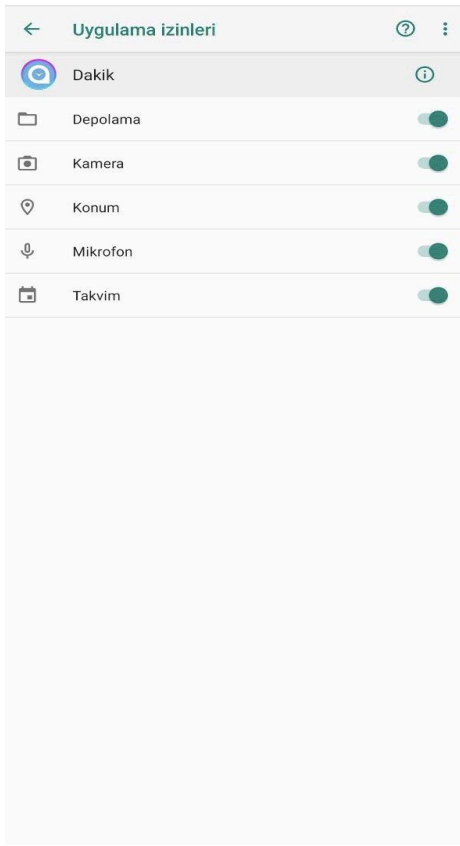 Uygulama izinleri
Dakik
Depolama
Kamera
Konum
Mikrofon
Takvim